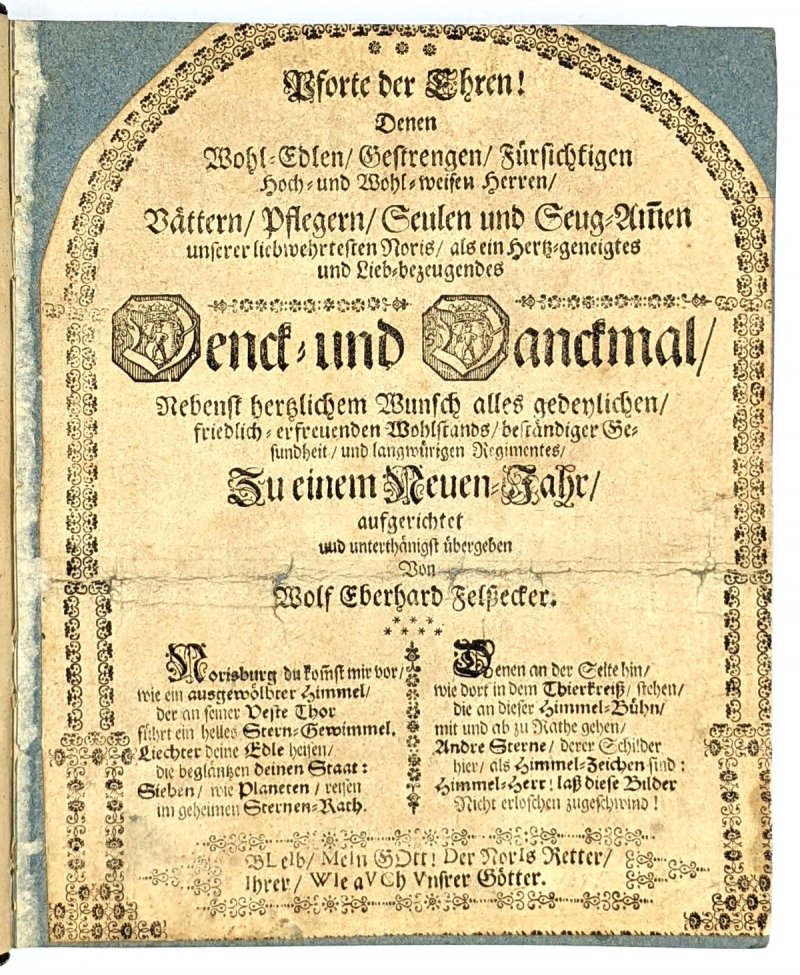 Pforte der Ehren!
Denen
Wohl-Edlen/ Gestrengen/ Fürsichtigen
Hoch- und Wohl-weisen Herren/
Vättern/ Pflegern/ Seulen und Seug-Am̃en
unserer liebwehrtesten Noris/ als ein Hertz-geneigtes
und Lieb-bezeugendes
Denck- und Danckmal/
Nebenst hertzlichem Wunsch alles gedeylichen/
friedlich-erfreuenden Wohlstands/ beständiger Ge-
sundheit/ und langwürigen Regimentes/
Zu einem Neuen-Jahr/
aufgerichtet
und unterthänigst übergeben
Von
Wolf Eberhard Felßecker.
Norisburg du kom̃st mir vor/
wie ein ausgewölbter Himmel/
der an seiner Veste Thor
führt ein helles Stern-Gewimmel.
Liechter deine Edle heisen/
die beglänzen deinen Staat:
Sieben/ wie Planeten/ reisen
im geheimen Sternen-Rath.
Denen an der Seite hin/
wie dort in dem Thierkreiß/ stehen/
die an dieser Himmel-Bühn/
mit und ab zu Rathe gehen/
Andre Sterne/ derer Schilder
hier/ als Himmel-Zeichen sind:
Himmel-Herr! laß diese Bilder
Nicht erloschen zugeschwind!
BLeIb/ MeIn GOtt! Der NorIs Retter/
Ihrer/ WIe aVCh Vnsrer Götter.